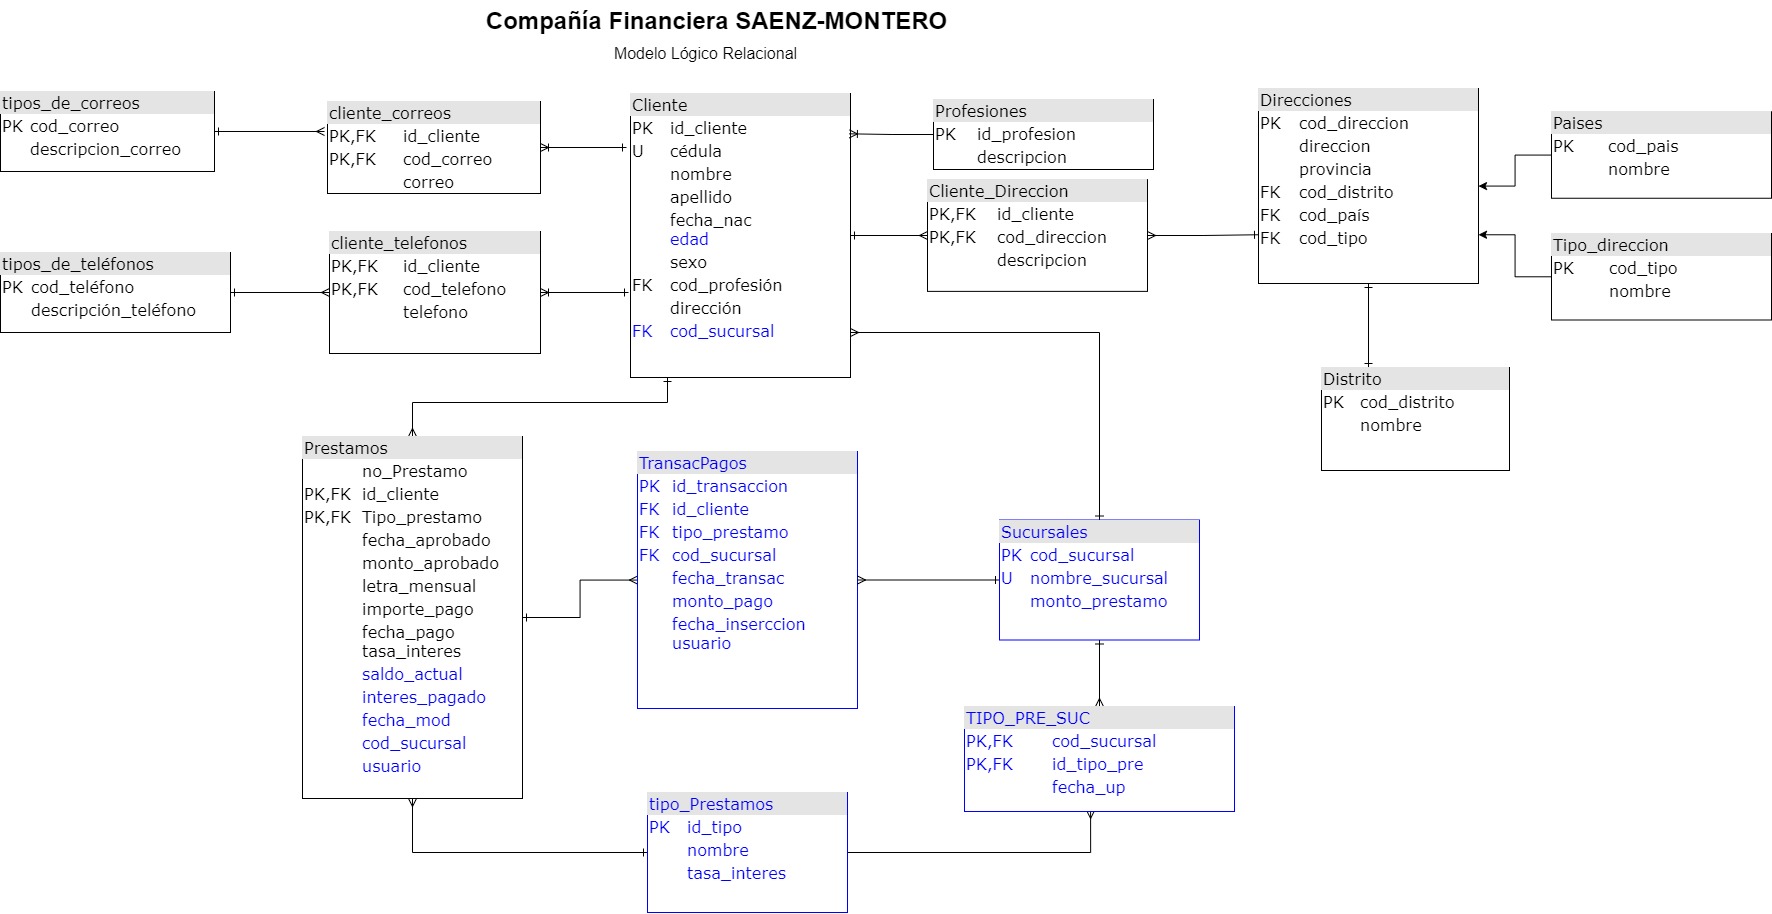 Compañía Financiera SAENZ-MONTERO
Modelo Lógico Relacional
tipos_de_correos
PK cod_correo
descripcion_correo
cliente_correos
PK,FK id_cliente
PK,FK cod_correo
correo
Cliente
PK id_cliente
U cédula
nombre
apellido
fecha_nac
edad
sexo
FK cod_profesión
dirección
FK cod_sucursal
Profesiones
PK id_profesion
descripcion
Direcciones
PK cod_direccion
direccion
provincia
FK cod_distrito
FK cod_país
FK cod_tipo
Paises
PK cod_pais
nombre
Cliente_Direccion
PK,FK id_cliente
PK,FK cod_direccion
descripcion
tipos_de_teléfonos
PK cod_teléfono
descripción_teléfono
cliente_telefonos
PK,FK id_cliente
PK,FK cod_telefono
telefono
Tipo_direccion
PK cod_tipo
nombre
Distrito
PK cod_distrito
nombre
Prestamos
no_Prestamo
PK,FK id_cliente
PK,FK Tipo_prestamo
fecha_aprobado
monto_aprobado
letra_mensual
importe_pago
fecha_pago
tasa_interes
saldo_actual
interes_pagado
fecha_mod
cod_sucursal
usuario
TransacPagos
PK id_transaccion
FK id_cliente
FK tipo_prestamo
FK cod_sucursal
fecha_transac
monto_pago
fecha_inserccion
usuario
Sucursales
PK cod_sucursal
U nombre_sucursal
monto_prestamo
TIPO_PRE_SUC
PK,FK cod_sucursal
PK,FK id_tipo_pre
fecha_up
tipo_Prestamos
PK id_tipo
nombre
tasa_interes